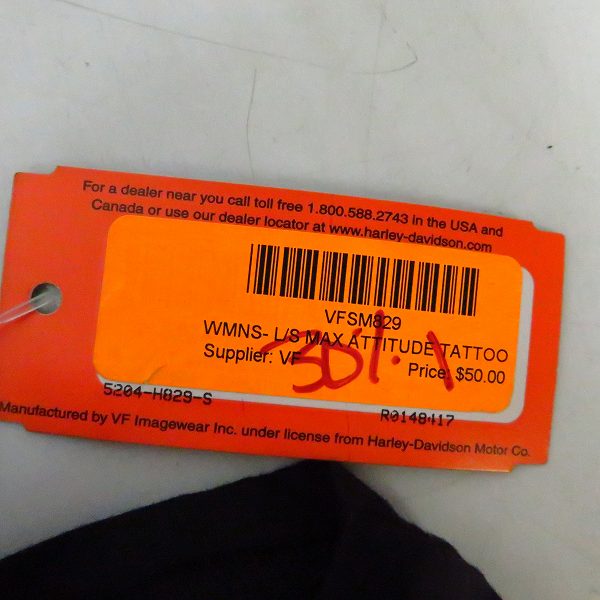 For a dealer near you call toll free 1.800.588.2743 in the USA and
Canada or use our dealer locator at www.harley-davidson.com
VFSM829
WMNS- L/S MAX ATTITUDE TATTOO
Supplier: VF
Price: $50.00
-30%
5204-H829-S
R0148417
Manufactured by VF Imagewear Inc. under license from Harley-Davidson Motor Co.